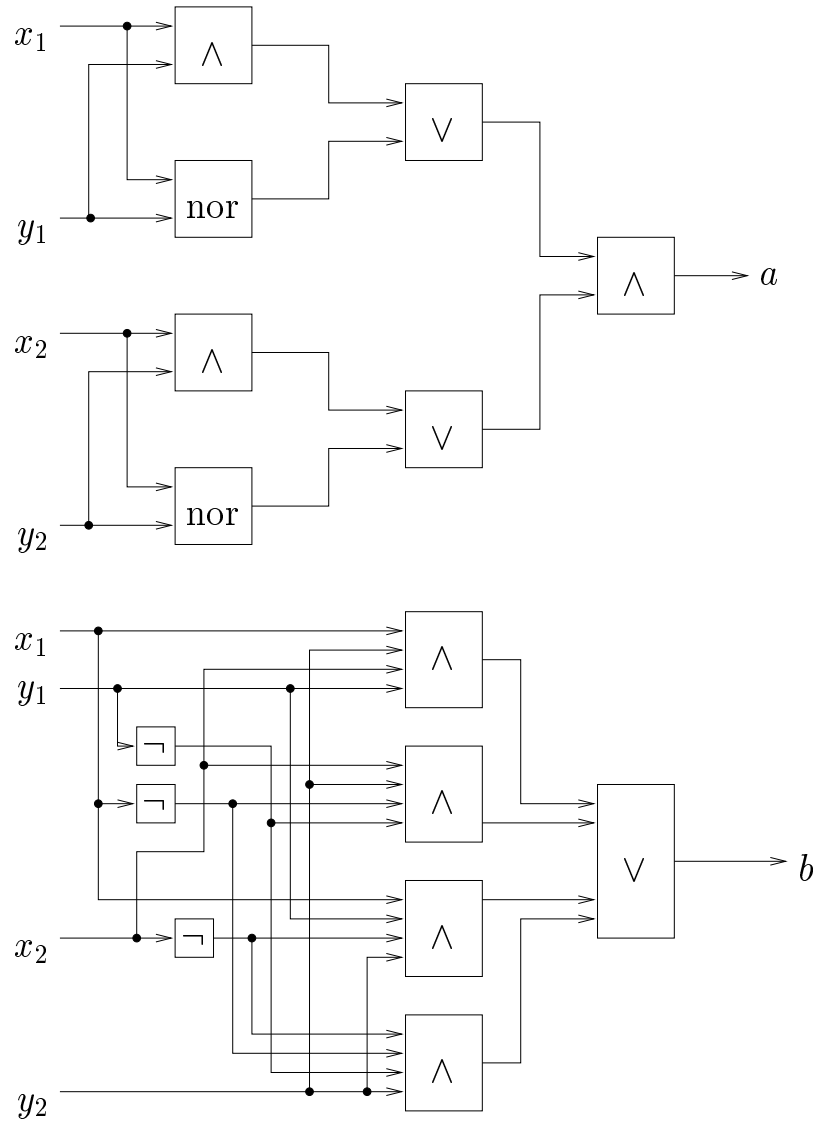 x₁
∧
∨
nor
y₁
∧
a
x₂
∧
∨
nor
y₂
x₁
∧
y₁
¬
¬
∧
∨
b
x₂
¬
∧
∧
y₂